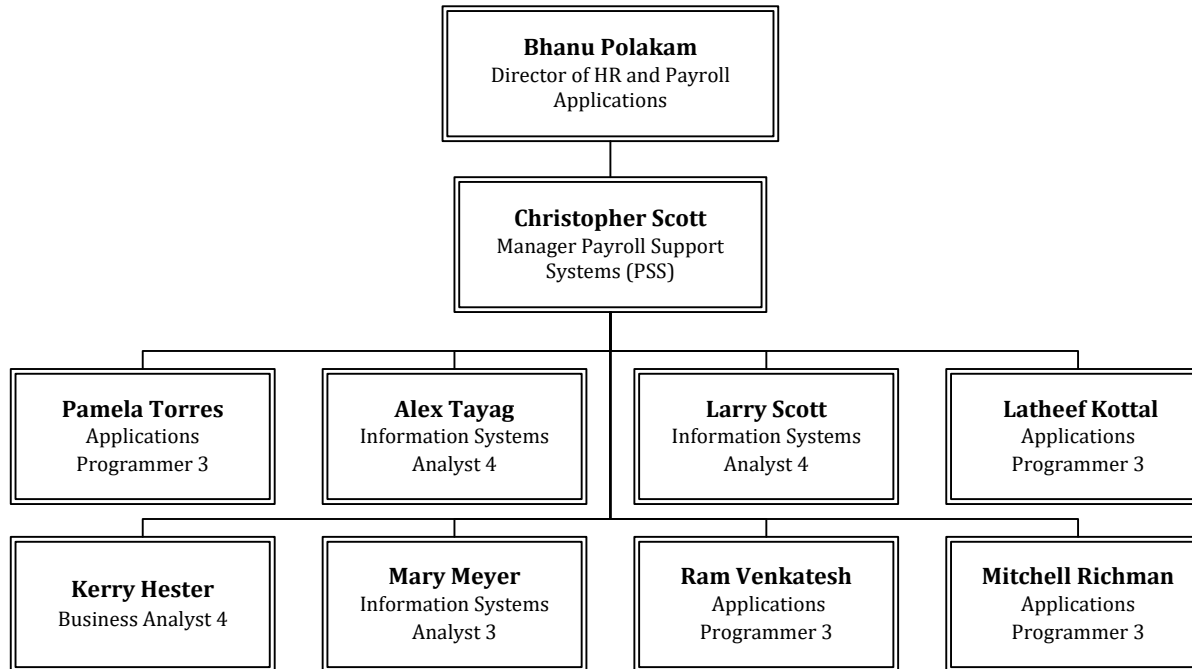 Bhanu Polakam
Director of HR and Payroll
Applications
Christopher Scott
Manager Payroll Support
Systems (PSS)
Pamela Torres
Applications
Programmer 3
Alex Tayag
Information Systems
Analyst 4
Larry Scott
Information Systems
Analyst 4
Latheef Kottal
Applications
Programmer 3
Kerry Hester
Business Analyst 4
Mary Meyer
Information Systems
Analyst 3
Ram Venkatesh
Applications
Programmer 3
Mitchell Richman
Applications
Programmer 3